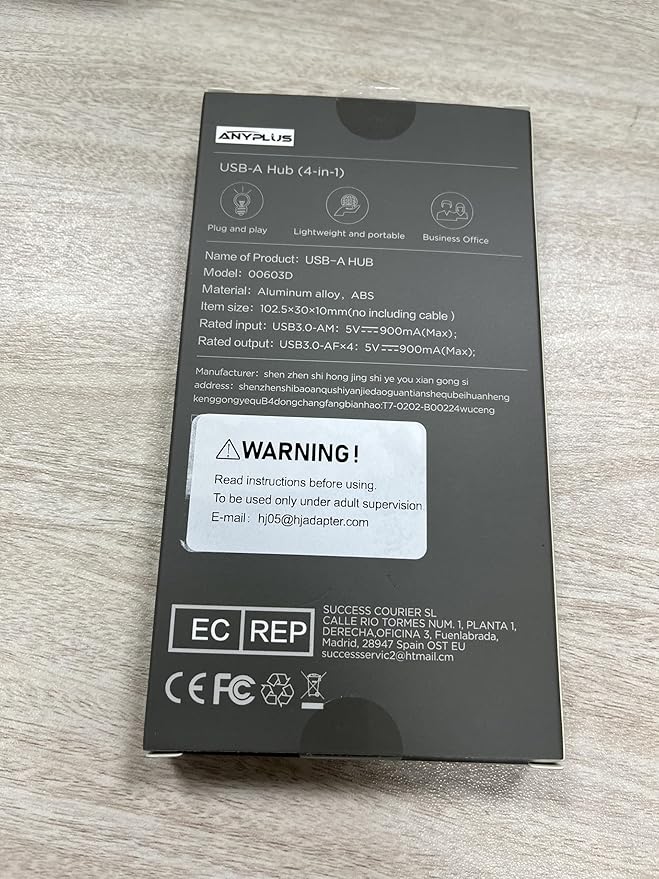 ANYPLUS
USB-A Hub (4-in-1)
Plug and play
Lightweight and portable
Business Office
Name of Product: USB-A HUB
Model: 00603D
Material: Aluminum alloy, ABS
Item size: 102.5×30×10mm(no including cable )
Rated input: USB3.0-AM: 5V⎓900mA(Max);
Rated output: USB3.0-AF×4: 5V⎓900mA(Max);
Manufacturer: shen zhen shi hong jing shi ye you xian gong si
address: shenzhenshibaoanqushiyanjiedaoguantianshequbeihuanheng
kenggongyequB4dongchangfangbianhao:T7-0202-B00224wuceng
⚠WARNING!
Read instructions before using.
To be used only under adult supervision
E-mail: hj05@hjadapter.com
EC REP
SUCCESS COURIER SL
CALLE RIO TORMES NUM. 1, PLANTA 1,
DERECHA,OFICINA 3, Fuenlabrada,
Madrid, 28947 Spain OST EU
successservic2@htmail.cm
CE FC